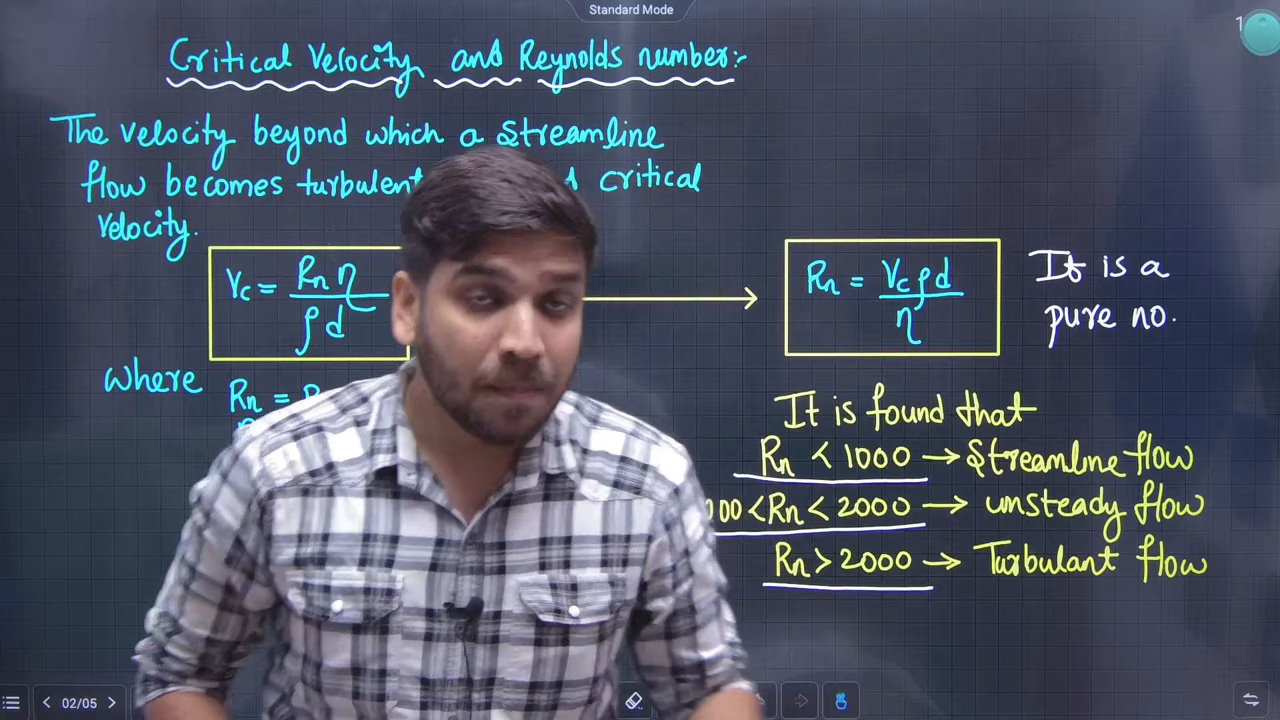 Standard Mode
1
Critical Velocity and Reynolds number:-
The velocity beyond which a streamline
flow becomes turbulent critical
velocity.
Vc = Rn η / ρ d
Rn = Vc ρ d / η
It is a
pure no.
where
Rn =
It is found that
Rn < 1000 → Streamline flow
00 < Rn < 2000 → unsteady flow
Rn > 2000 → Turbulant flow
02/05